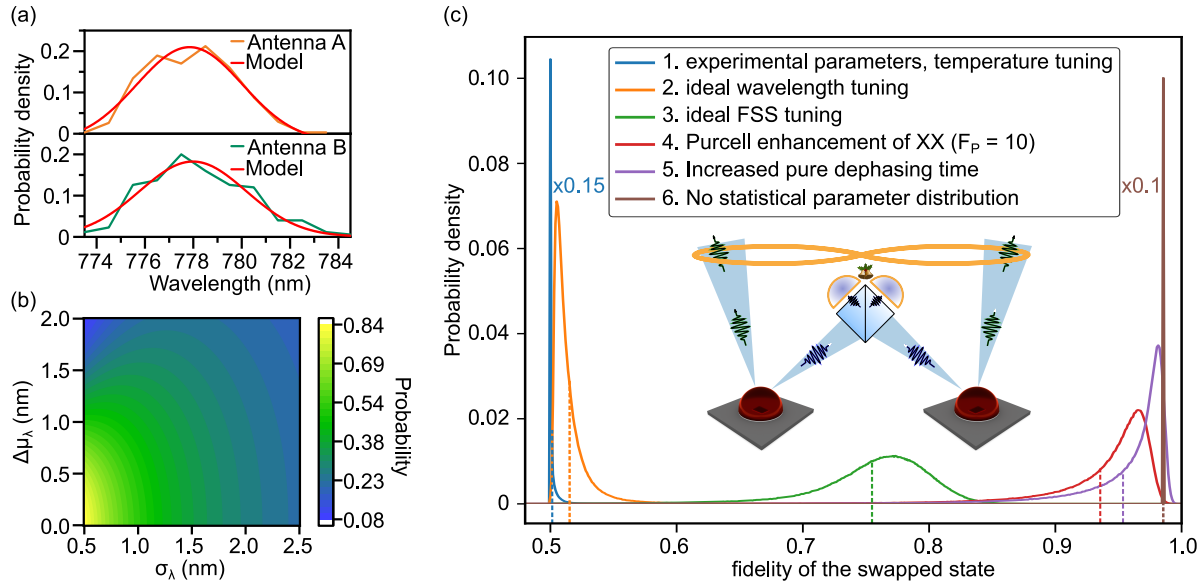 (a)
Probability density
0.2
0.1
0
Antenna A
Model
0.2
0.1
0
Antenna B
Model
774 776 778 780 782 784
Wavelength (nm)
(b)
Δμλ (nm)
2.0
1.5
1.0
0.5
0.0
0.5 1.0 1.5 2.0 2.5
σλ (nm)
0.84
0.69
0.54
0.38
0.23
0.08
Probability
(c)
Probability density
0.10
0.08
0.06
0.04
0.02
0
1. experimental parameters, temperature tuning
2. ideal wavelength tuning
3. ideal FSS tuning
4. Purcell enhancement of XX (FP = 10)
5. Increased pure dephasing time
6. No statistical parameter distribution
x0.15
x0.1
0.5 0.6 0.7 0.8 0.9 1.0
fidelity of the swapped state